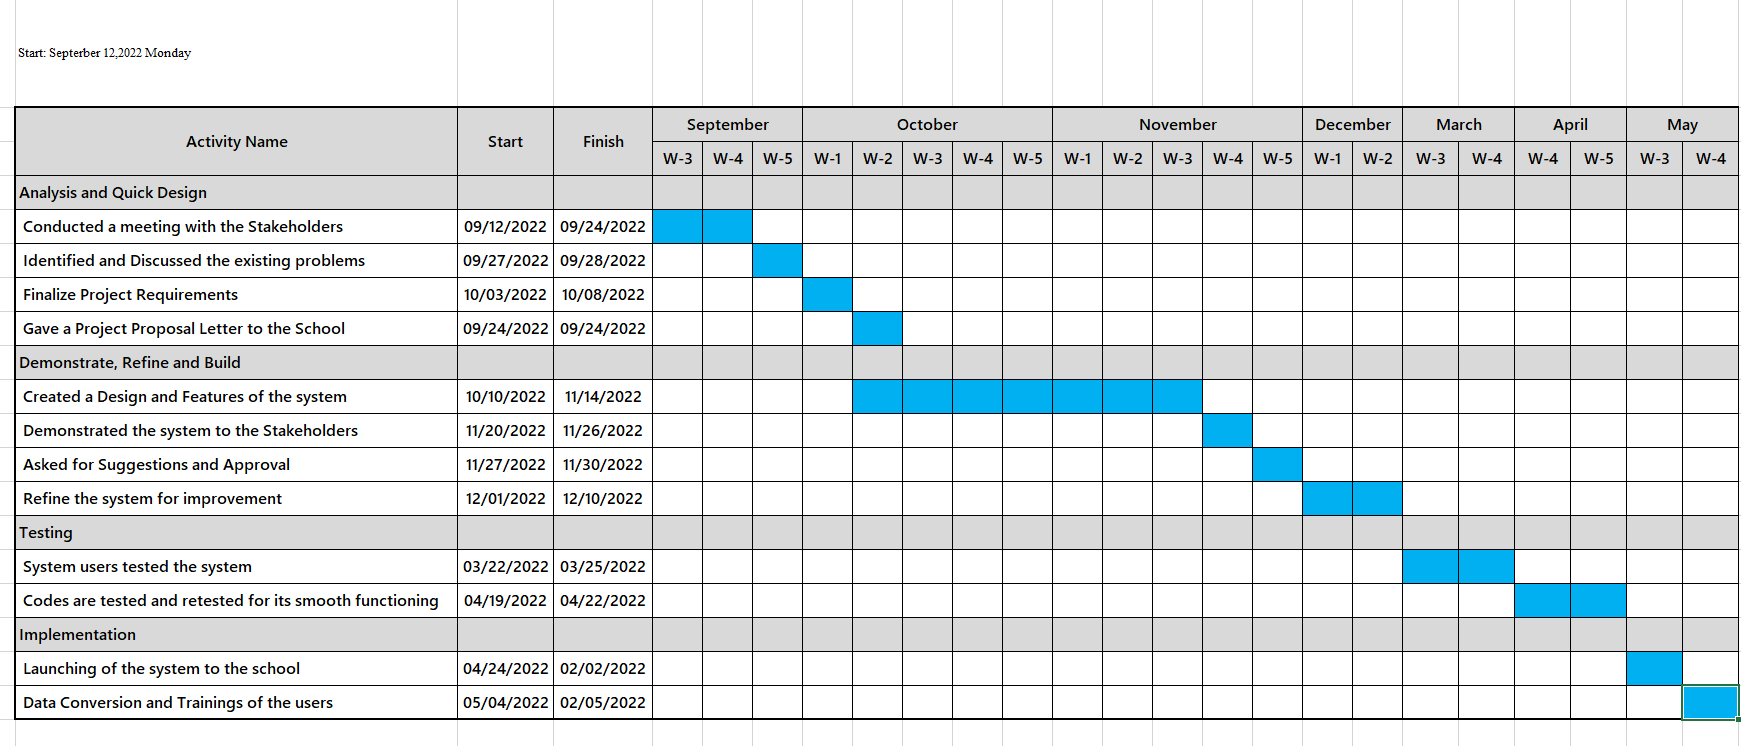 Start: Septerber 12,2022 Monday
Activity Name Start Finish September October November December March April May
W-3 W-4 W-5 W-1 W-2 W-3 W-4 W-5 W-1 W-2 W-3 W-4 W-5 W-1 W-2 W-3 W-4 W-4 W-5 W-3 W-4
Analysis and Quick Design
Conducted a meeting with the Stakeholders 09/12/2022 09/24/2022
Identified and Discussed the existing problems 09/27/2022 09/28/2022
Finalize Project Requirements 10/03/2022 10/08/2022
Gave a Project Proposal Letter to the School 09/24/2022 09/24/2022
Demonstrate, Refine and Build
Created a Design and Features of the system 10/10/2022 11/14/2022
Demonstrated the system to the Stakeholders 11/20/2022 11/26/2022
Asked for Suggestions and Approval 11/27/2022 11/30/2022
Refine the system for improvement 12/01/2022 12/10/2022
Testing
System users tested the system 03/22/2022 03/25/2022
Codes are tested and retested for its smooth functioning 04/19/2022 04/22/2022
Implementation
Launching of the system to the school 04/24/2022 02/02/2022
Data Conversion and Trainings of the users 05/04/2022 02/05/2022